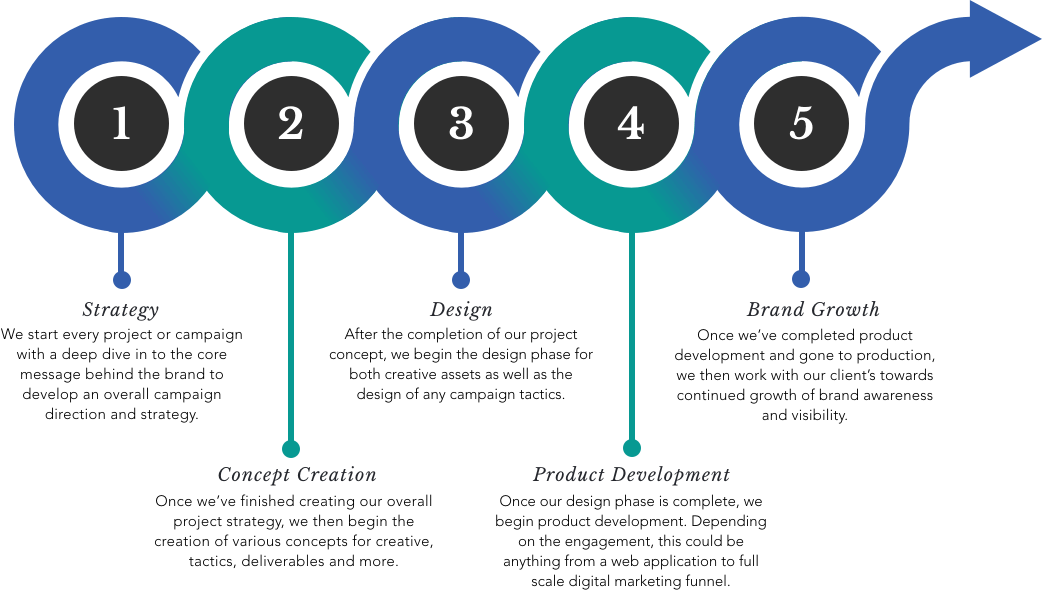 1
2
3
4
5
Strategy
We start every project or campaign
with a deep dive in to the core
message behind the brand to
develop an overall campaign
direction and strategy.
Concept Creation
Once we’ve finished creating our overall
project strategy, we then begin the
creation of various concepts for creative,
tactics, deliverables and more.
Design
After the completion of our project
concept, we begin the design phase for
both creative assets as well as the
design of any campaign tactics.
Product Development
Once our design phase is complete, we
begin product development. Depending
on the engagement, this could be
anything from a web application to full
scale digital marketing funnel.
Brand Growth
Once we’ve completed product
development and gone to production,
we then work with our client’s towards
continued growth of brand awareness
and visibility.